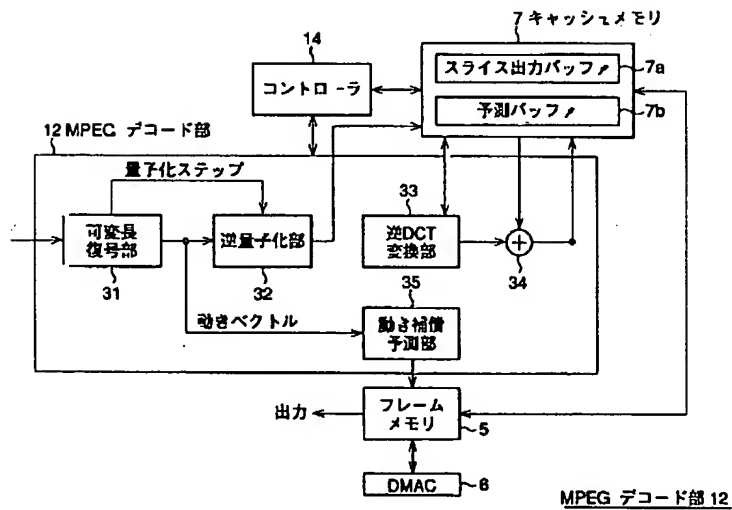 7 キャッシュメモリ
14
コントローラ
スライス出力バッファ
7a
予測バッファ
7b
12 MPEG デコード部
量子化ステップ
33
可変長
復号部
逆量子化部
逆DCT
変換部
31
32
34
35
動きベクトル
動き補償
予測部
出力
フレーム
メモリ
5
DMAC
6
MPEG デコード部 12